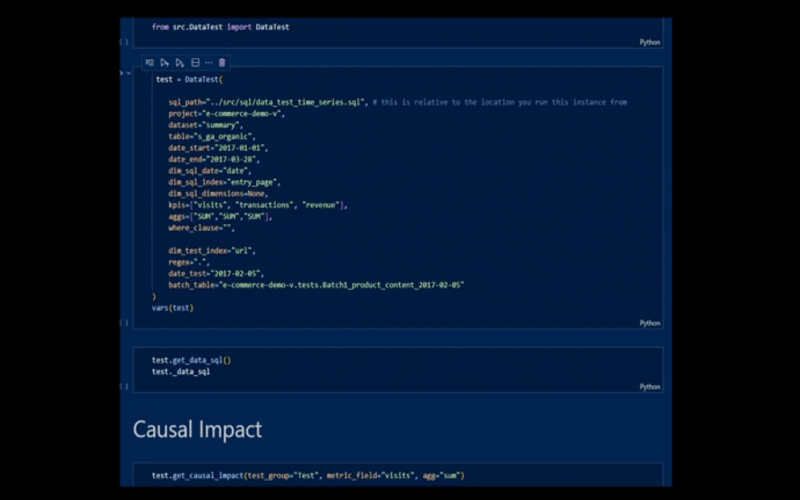 from src.DataTest import DataTest
[ ]
Python
test = DataTest(
sql_path="../src/sql/data_test_time_series.sql", # this is relative to the location you run this instance from
project="e-commerce-demo-v",
dataset="summary",
table="s_ga_organic",
date_start="2017-01-01",
date_end="2017-03-28",
dim_sql_date="date",
dim_sql_index="entry_page",
dim_sql_dimensions=None,
kpis=["visits", "transactions", "revenue"],
aggs=["SUM","SUM","SUM"],
where_clause="",
dim_test_index="url",
regex=".",
date_test="2017-02-05",
batch_table="e-commerce-demo-v.tests.Batch1_product_content_2017-02-05"
)
vars(test)
[ ]
Python
test.get_data_sql()
test._data_sql
[ ]
Python
Causal Impact
test.get_causal_impact(test_group="Test", metric_field="visits", agg="sum")